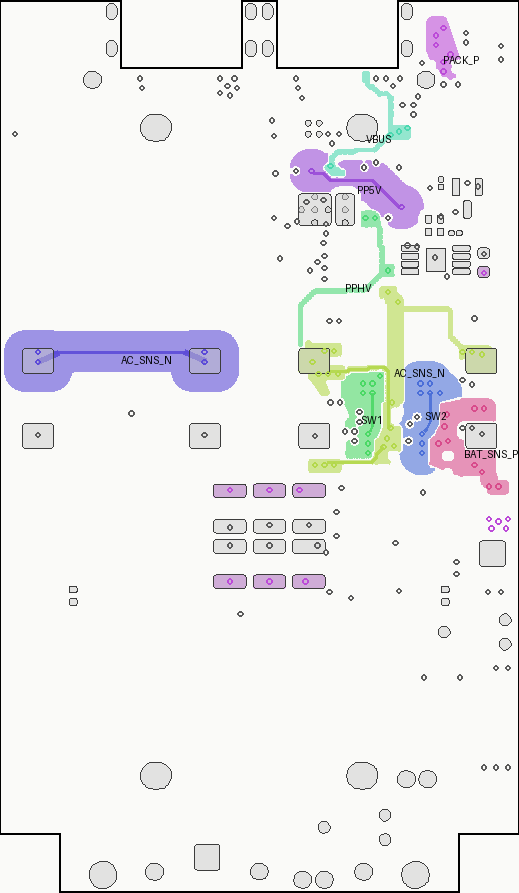 PACK_P
VBUS
PP5V
PPHV
AC_SNS_N
AC_SNS_N
SW1
SW2
BAT_SNS_P